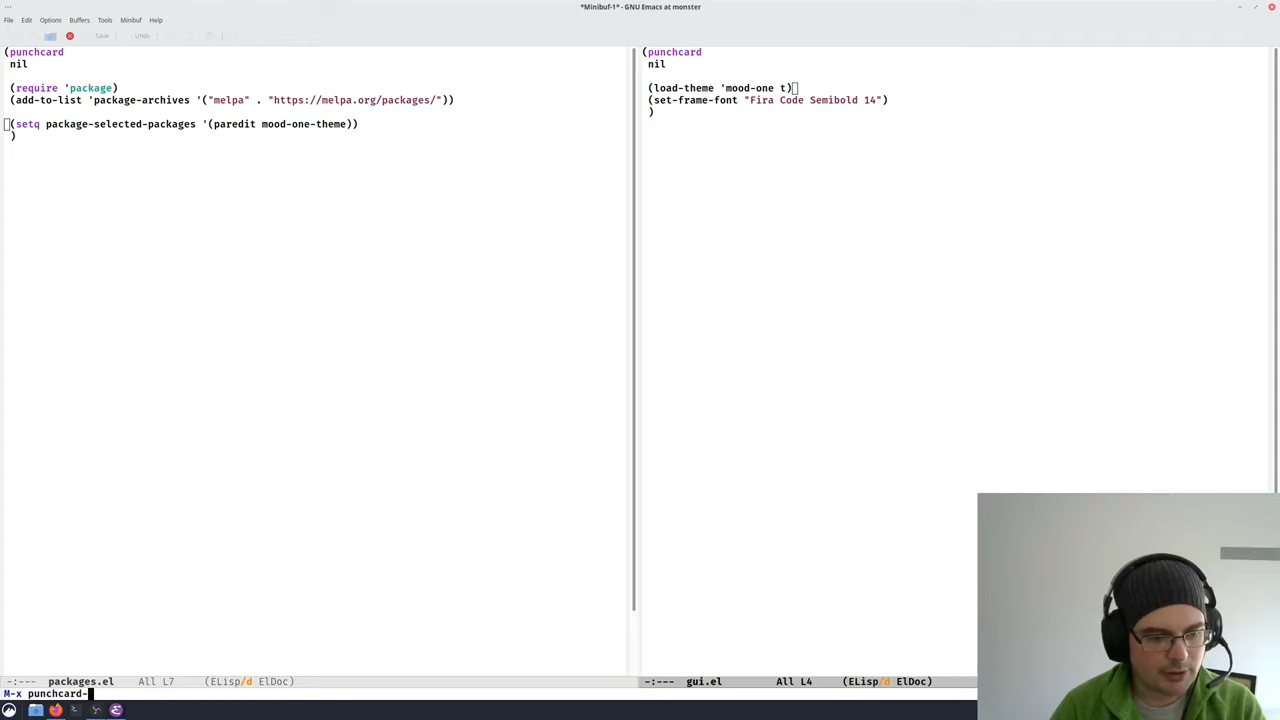 *Minibuf-1* - GNU Emacs at monster
File Edit Options Buffers Tools Minibuf Help
Save Undo
(punchcard
nil
(require 'package)
(add-to-list 'package-archives '("melpa" . "https://melpa.org/packages/"))
(setq package-selected-packages '(paredit mood-one-theme))
)
(punchcard
nil
(load-theme 'mood-one t)
(set-frame-font "Fira Code Semibold 14")
)
-:--- packages.el All L7 (ELisp/d ElDoc)
-:--- gui.el All L4 (ELisp/d ElDoc)
M-x punchcard-